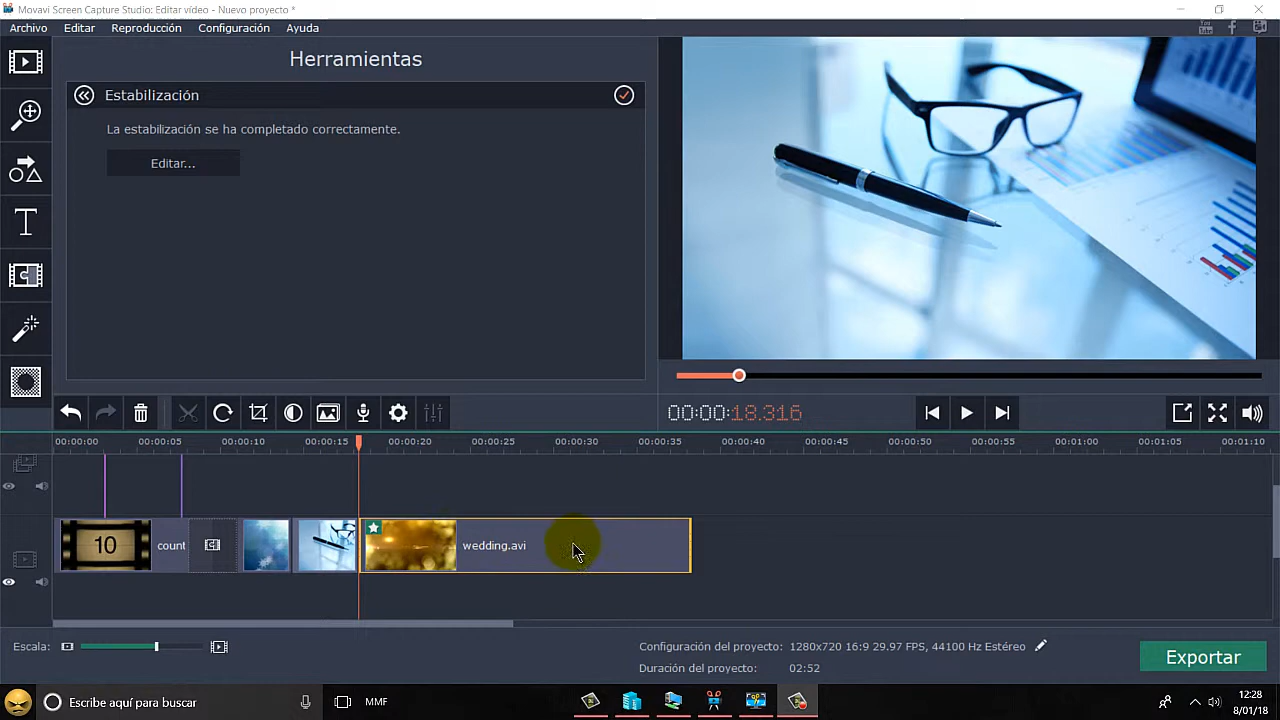 Movavi Screen Capture Studio: Editar vídeo - Nuevo proyecto *
Archivo Editar Reproducción Configuración Ayuda
Herramientas
Estabilización
La estabilización se ha completado correctamente.
Editar...
00:00:18.316
00:00:00 00:00:05 00:00:10 00:00:15 00:00:20 00:00:25 00:00:30 00:00:35 00:00:40 00:00:45 00:00:50 00:00:55 00:01:00 00:01:05 00:01:10
10 count wedding.avi
Escala:
Configuración del proyecto: 1280x720 16:9 29.97 FPS, 44100 Hz Estéreo
Duración del proyecto: 02:52
Exportar
Escribe aquí para buscar
MMF
12:28
8/01/18